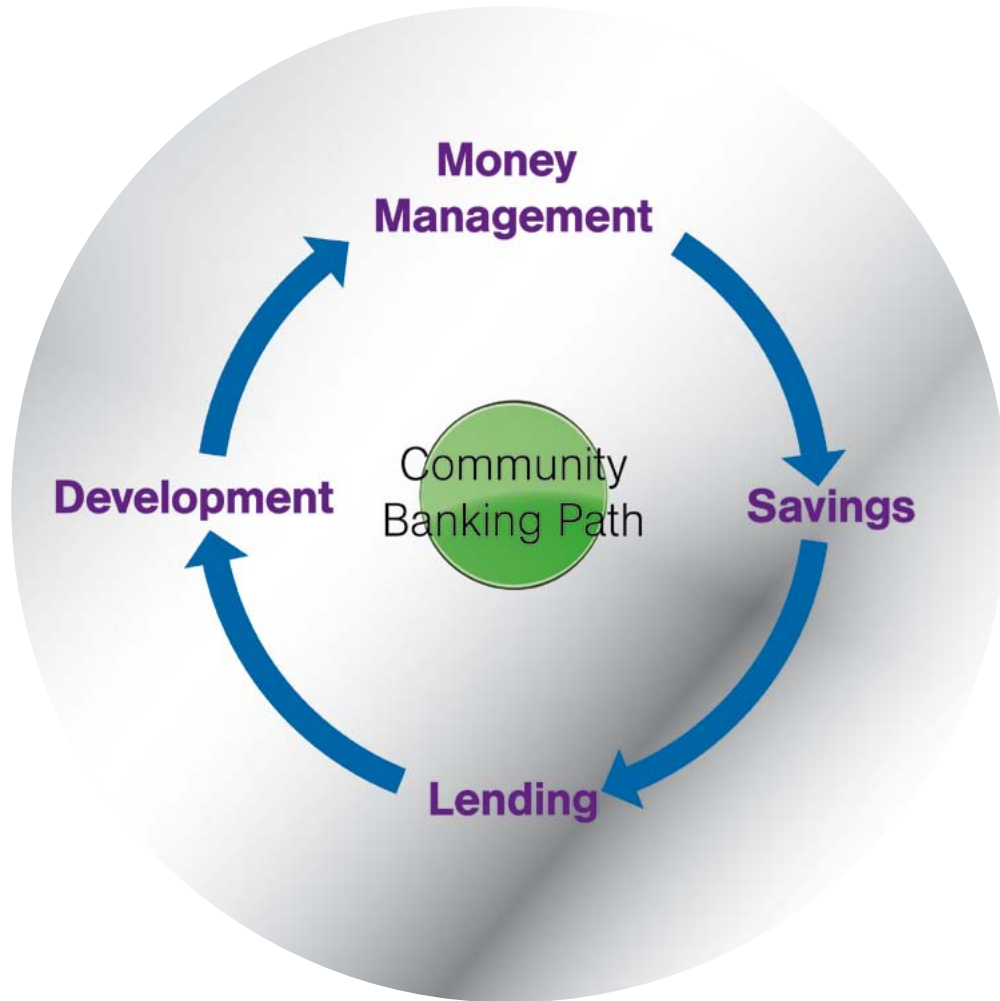 Money
Management
Community
Banking Path
Development
Savings
Lending